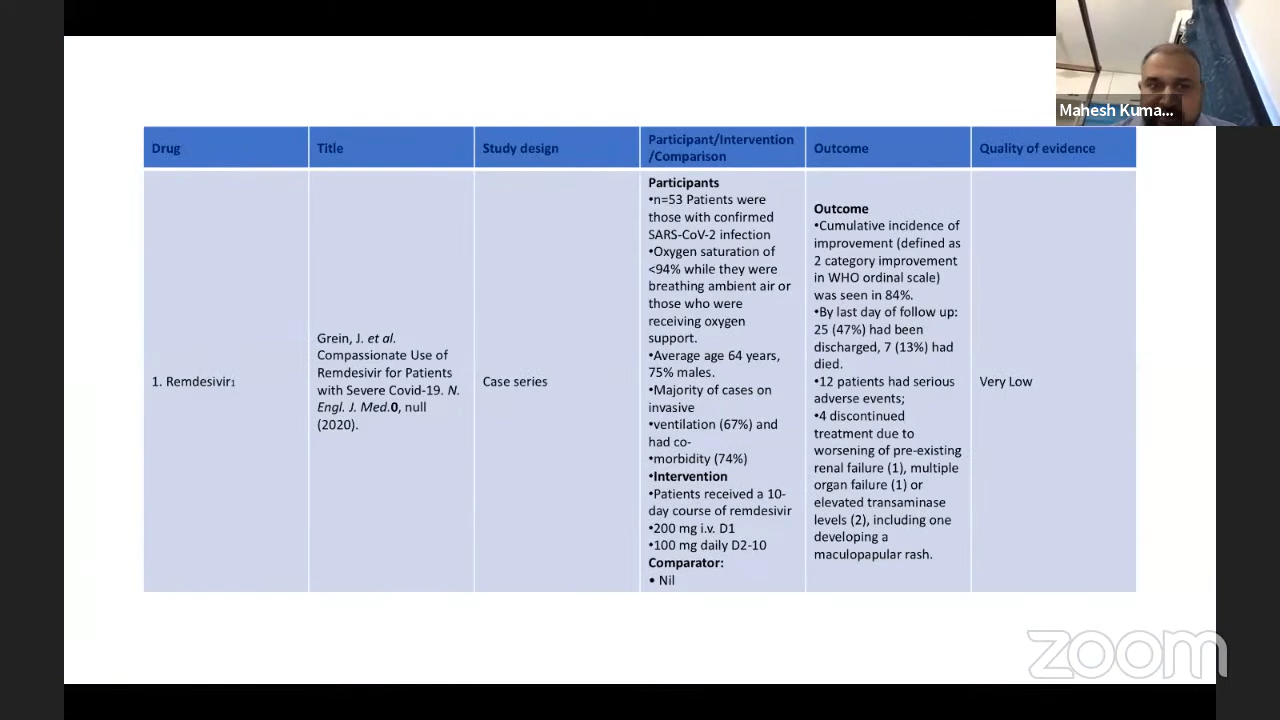 Mahesh Kuma...
Drug
Title
Study design
Participant/Intervention
/Comparison
Outcome
Quality of evidence
1. Remdesivir1
Grein, J. et al.
Compassionate Use of
Remdesivir for Patients
with Severe Covid-19. N.
Engl. J. Med.0, null
(2020).
Case series
Participants
•n=53 Patients were
those with confirmed
SARS-CoV-2 infection
•Oxygen saturation of
<94% while they were
breathing ambient air or
those who were
receiving oxygen
support.
•Average age 64 years,
75% males.
•Majority of cases on
invasive
•ventilation (67%) and
had co-
•morbidity (74%)
•Intervention
•Patients received a 10-
day course of remdesivir
•200 mg i.v. D1
•100 mg daily D2-10
Comparator:
• Nil
Outcome
•Cumulative incidence of
improvement (defined as
2 category improvement
in WHO ordinal scale)
was seen in 84%.
•By last day of follow up:
25 (47%) had been
discharged, 7 (13%) had
died.
•12 patients had serious
adverse events;
•4 discontinued
treatment due to
worsening of pre-existing
renal failure (1), multiple
organ failure (1) or
elevated transaminase
levels (2), including one
developing a
maculopapular rash.
Very Low
zoom